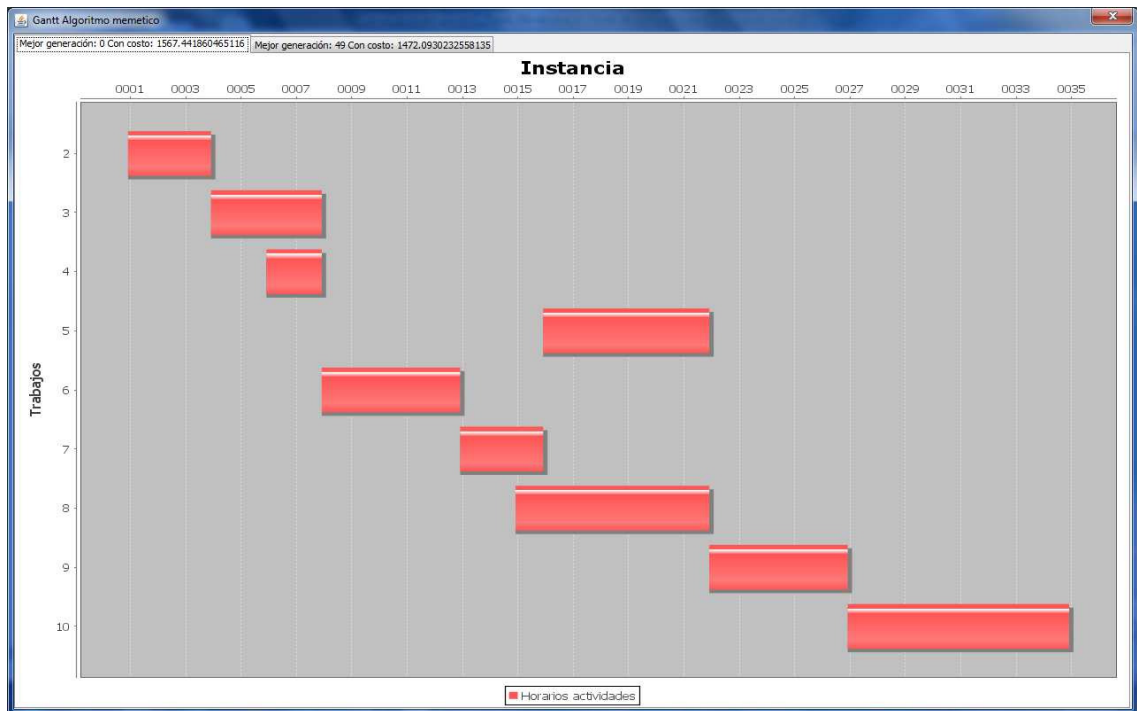 Gantt Algoritmo memetico
Mejor generación: 0 Con costo: 1567.441860465116 Mejor generación: 49 Con costo: 1472.0930232558135
Instancia
0001 0003 0005 0007 0009 0011 0013 0015 0017 0019 0021 0023 0025 0027 0029 0031 0033 0035
2
3
4
5
6
7
8
9
10
Trabajos
Horarios actividades